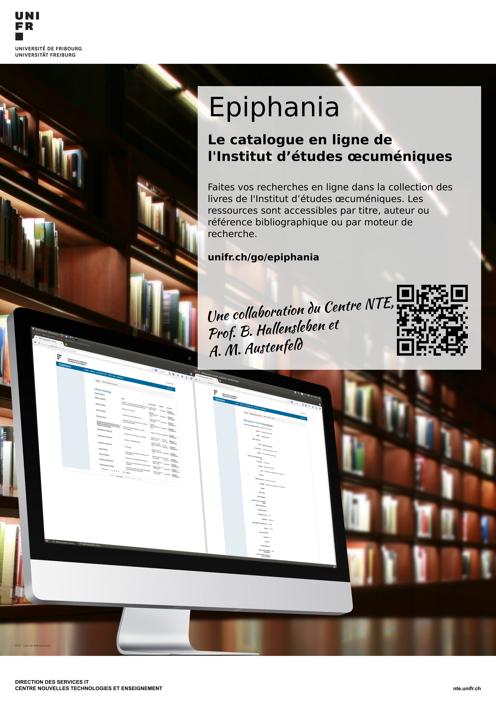 UNI
FR
UNIVERSITÉ DE FRIBOURG
UNIVERSITÄT FREIBURG
Epiphania
Le catalogue en ligne de
l'Institut d’études œcuméniques
Faites vos recherches en ligne dans la collection des
livres de l'Institut d’études œcuméniques. Les
ressources sont accessibles par titre, auteur ou
référence bibliographique ou par moteur de
recherche.
unifr.ch/go/epiphania
Une collaboration du Centre NTE,
Prof. B. Hallensleben et
A. M. Austenfeld
DIRECTION DES SERVICES IT
CENTRE NOUVELLES TECHNOLOGIES ET ENSEIGNEMENT
nte.unifr.ch